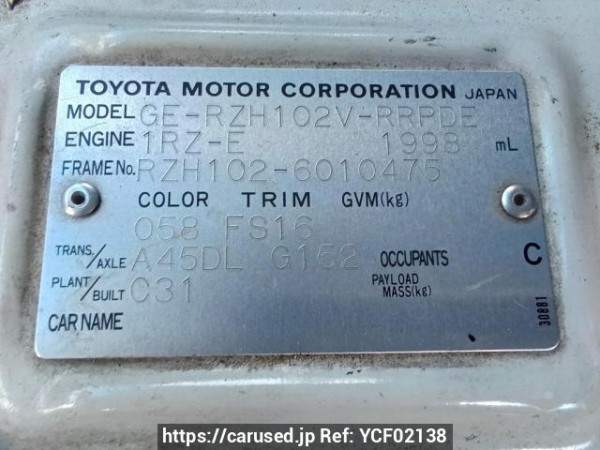 TOYOTA MOTOR CORPORATION JAPAN
MODEL GE-RZH102V-RRPDE
ENGINE 1RZ-E 1998 mL
FRAME No. RZH102-6010475
COLOR TRIM GVM(kg)
058 FS16
TRANS./AXLE A45DL G152 OCCUPANTS C
PLANT/BUILT C31 PAYLOAD MASS(kg)
CAR NAME
30881
https://carused.jp Ref: YCF02138